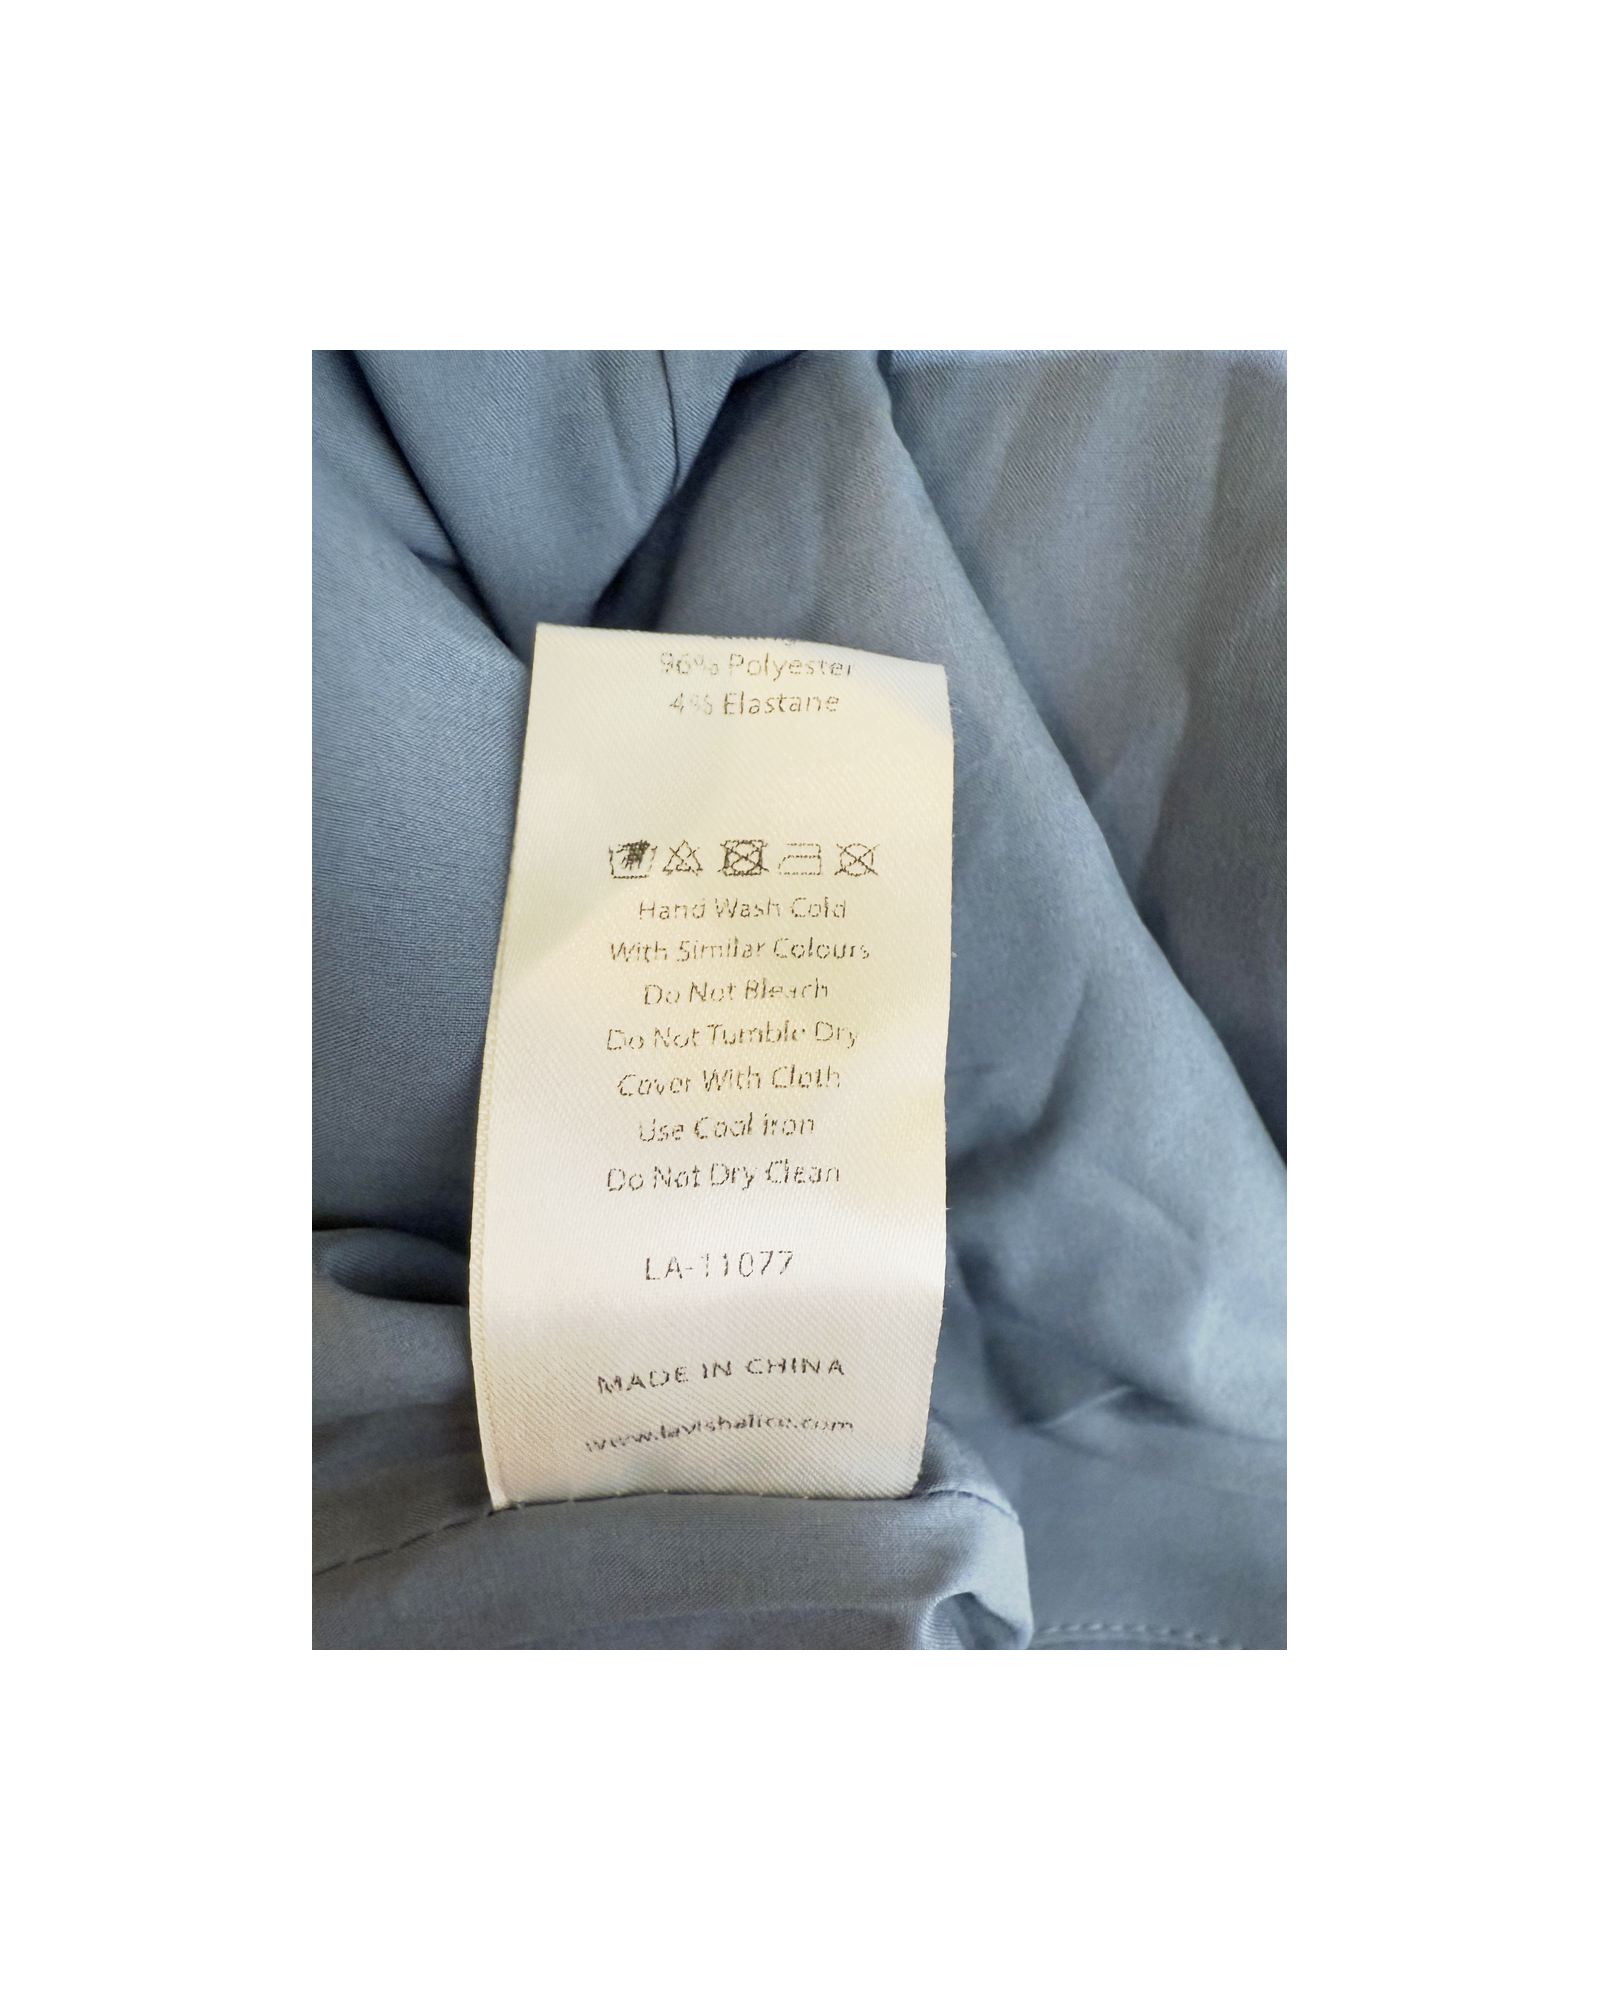 96% Polyester
4% Elastane
Hand Wash Cold
With Similar Colours
Do Not Bleach
Do Not Tumble Dry
Cover With Cloth
Use Cool iron
Do Not Dry Clean
LA-11077
MADE IN CHINA
www.lavishalice.com